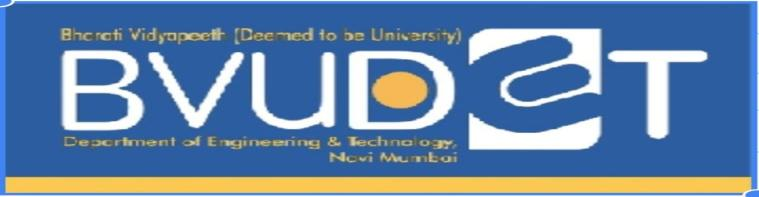 Bharati Vidyapeeth (Deemed to be University)
BVUDET
Department of Engineering & Technology,
Navi Mumbai